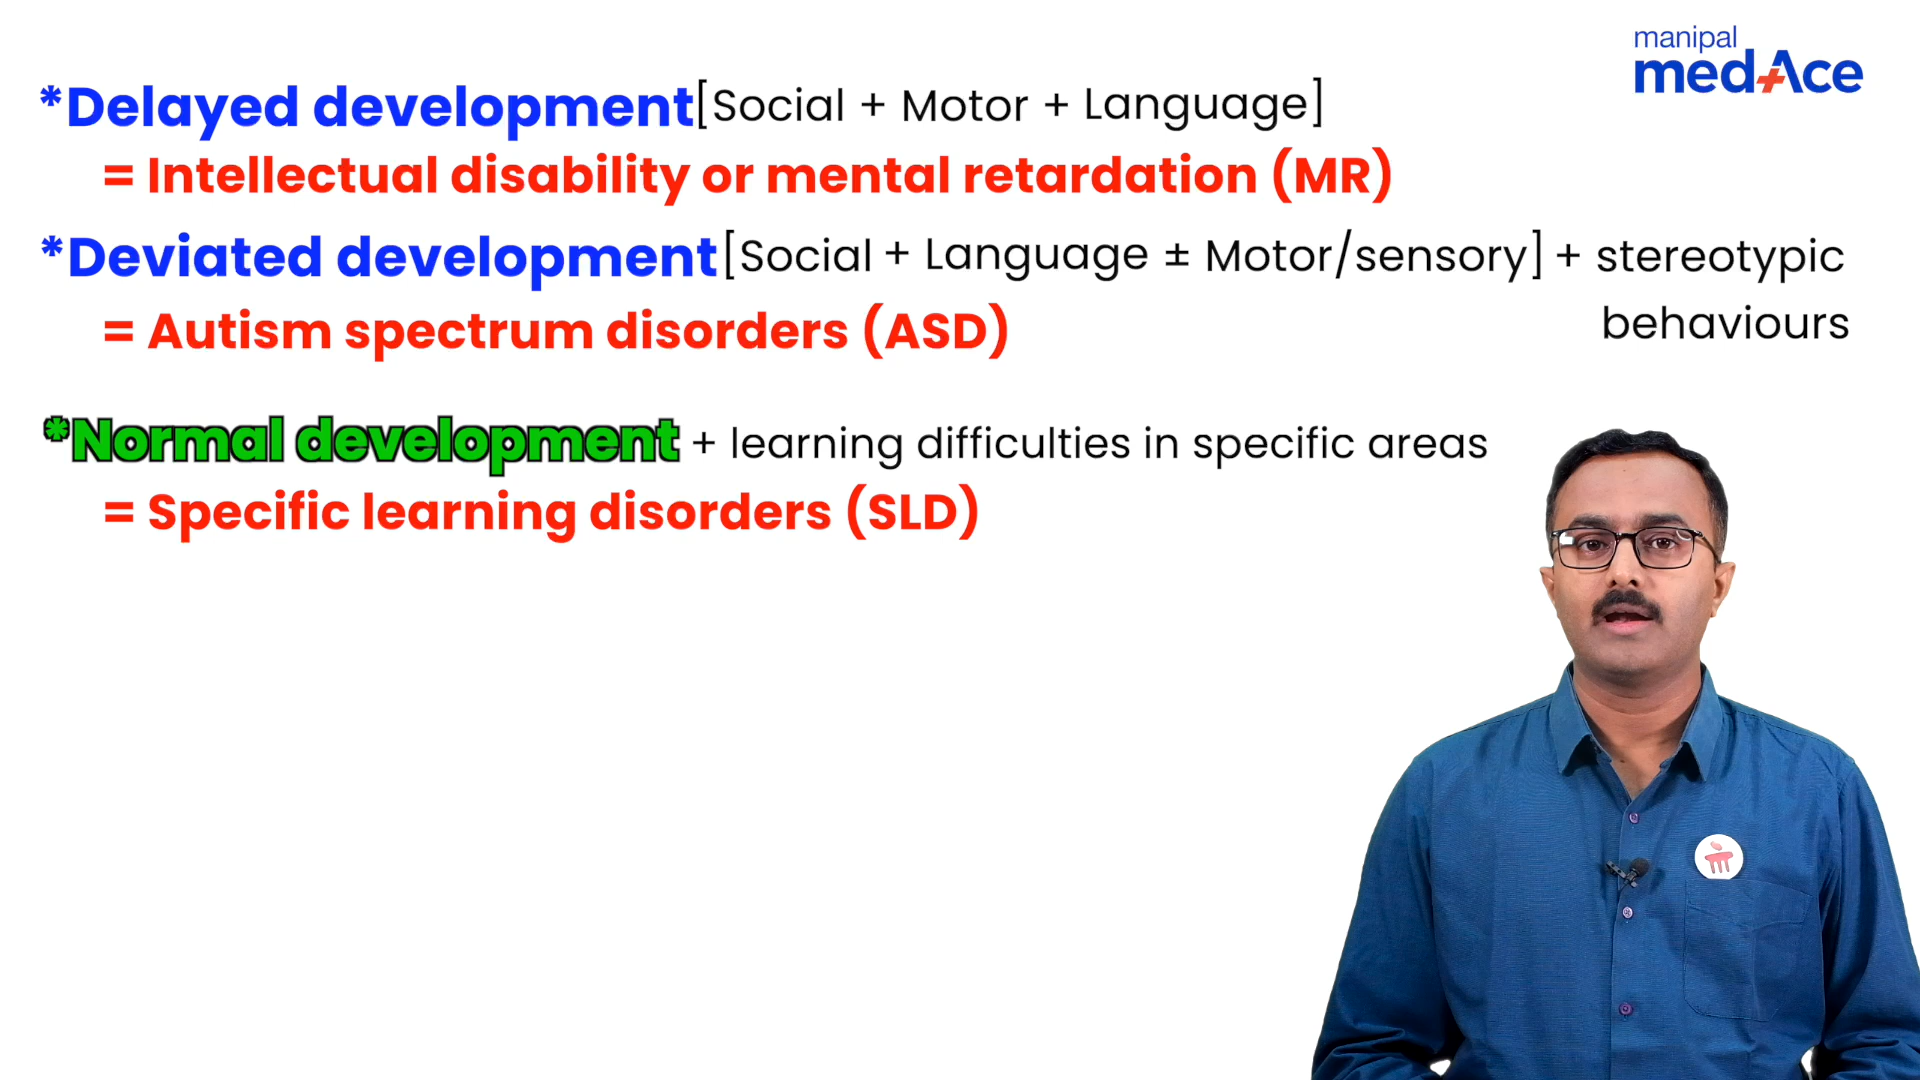 manipal
medAce
*Delayed development[Social + Motor + Language]
= Intellectual disability or mental retardation (MR)
*Deviated development[Social + Language ± Motor/sensory] + stereotypic
behaviours
= Autism spectrum disorders (ASD)
*Normal development + learning difficulties in specific areas
= Specific learning disorders (SLD)